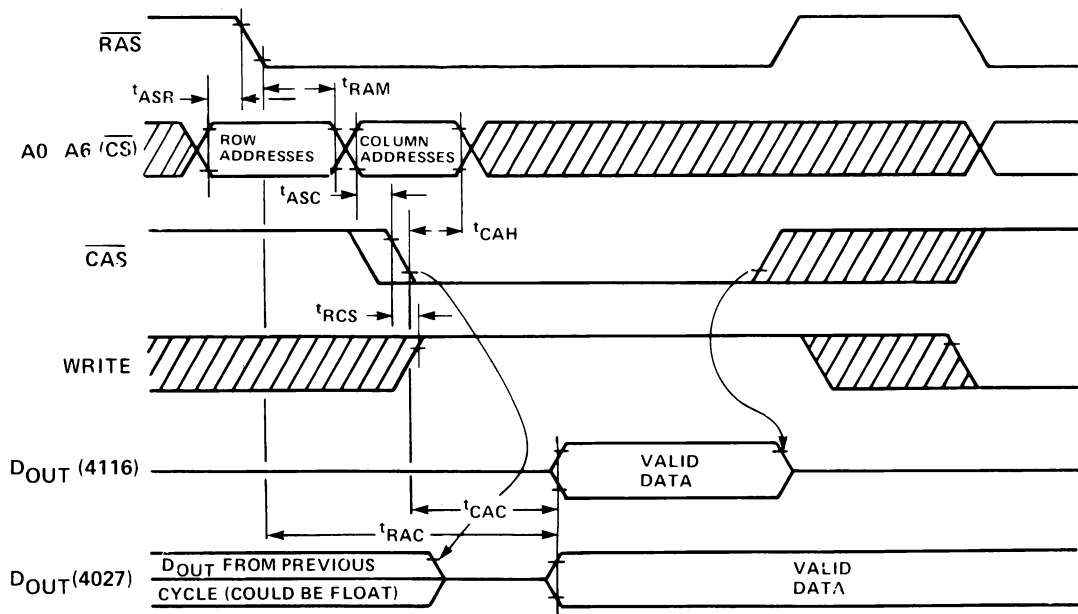 RAS
tASR
tRAM
A0 A6 (CS)
ROW
ADDRESSES
COLUMN
ADDRESSES
tASC
tCAH
CAS
tRCS
WRITE
DOUT (4116)
VALID
DATA
tCAC
tRAC
DOUT(4027)
DOUT FROM PREVIOUS
CYCLE (COULD BE FLOAT)
VALID
DATA